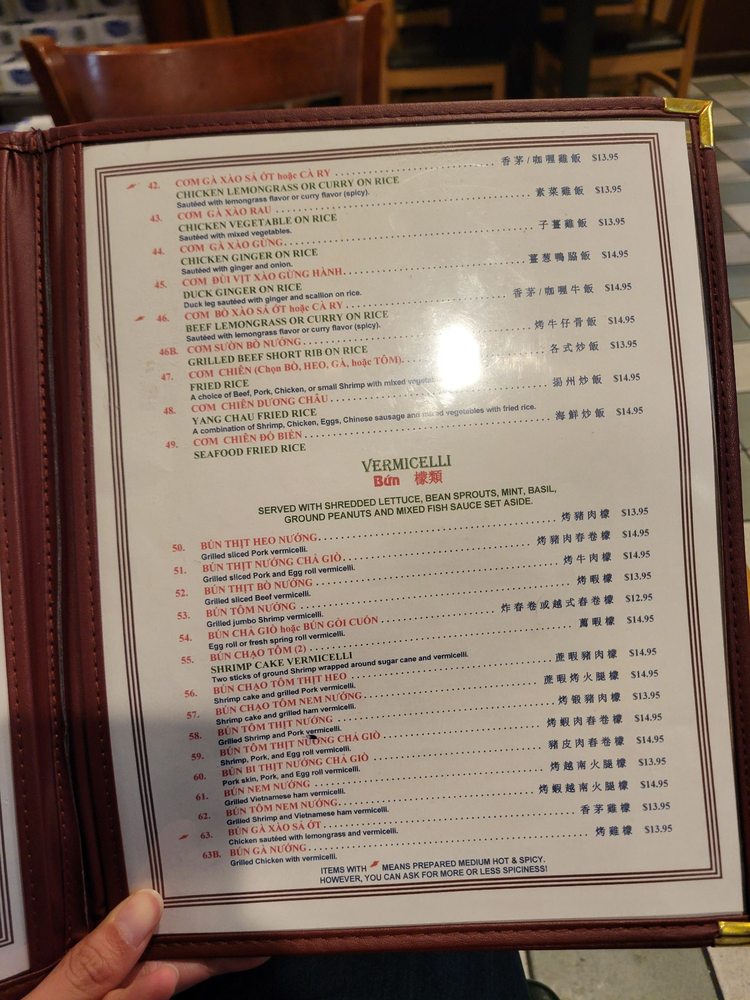 42. CƠM GÀ XÀO SẢ ỚT hoặc CÀ RY 香茅/咖喱雞飯 $13.95
CHICKEN LEMONGRASS OR CURRY ON RICE
Sautéed with lemongrass flavor or curry flavor (spicy).
43. CƠM GÀ XÀO RAU 素菜雞飯 $13.95
CHICKEN VEGETABLE ON RICE
Sautéed with mixed vegetables.
44. CƠM GÀ XÀO GỪNG 子薑雞飯 $13.95
CHICKEN GINGER ON RICE
Sautéed with ginger and onion.
45. CƠM ĐÙI VỊT XÀO GỪNG HÀNH 薑葱鴨脇飯 $14.95
DUCK GINGER ON RICE
Duck leg sautéed with ginger and scallion on rice.
46. CƠM BÒ XÀO SẢ ỚT hoặc CÀ RY 香茅/咖喱牛飯 $14.95
BEEF LEMONGRASS OR CURRY ON RICE
Sautéed with lemongrass flavor or curry flavor (spicy).
46B. CƠM SƯỜN BÒ NƯỚNG 烤牛仔骨飯 $14.95
GRILLED BEEF SHORT RIB ON RICE
47. CƠM CHIÊN (Chọn BÒ, HEO, GÀ, hoặc TÔM). 各式炒飯 $13.95
FRIED RICE
A choice of Beef, Pork, Chicken, or small Shrimp with mixed
48. CƠM CHIÊN DƯƠNG CHÂU 揚州炒飯 $14.95
YANG CHAU FRIED RICE
A combination of Shrimp, Chicken, Eggs, Chinese sausage and mixed vegetables with fried rice.
49. CƠM CHIÊN ĐỒ BIỂN 海鮮炒飯 $14.95
SEAFOOD FRIED RICE
VERMICELLI
Bún 檬類
SERVED WITH SHREDDED LETTUCE, BEAN SPROUTS, MINT, BASIL,
GROUND PEANUTS AND MIXED FISH SAUCE SET ASIDE.
50. BÚN THỊT HEO NƯỚNG 烤豬肉檬 $13.95
Grilled sliced Pork vermicelli.
51. BÚN THỊT NƯỚNG CHẢ GIÒ 烤豬肉春卷檬 $14.95
Grilled sliced Pork and Egg roll vermicelli.
52. BÚN THỊT BÒ NƯỚNG 烤牛肉檬 $14.95
Grilled sliced Beef vermicelli.
53. BÚN TÔM NƯỚNG 烤蝦檬 $13.95
Grilled jumbo Shrimp vermicelli.
54. BÚN CHẢ GIÒ hoặc BÚN GỎI CUỐN 炸春卷或越式春卷檬 $12.95
Egg roll or fresh spring roll vermicelli.
55. BÚN CHẠO TÔM (2) 蔗蝦檬 $14.95
SHRIMP CAKE VERMICELLI
Two sticks of ground Shrimp wrapped around sugar cane and vermicelli.
56. BÚN CHẠO TÔM THỊT HEO 蔗蝦豬肉檬 $14.95
Shrimp cake and grilled Pork vermicelli.
57. BÚN CHẠO TÔM NEM NƯỚNG 蔗蝦烤火腿檬 $14.95
Shrimp cake and grilled ham vermicelli.
58. BÚN TÔM THỊT NƯỚNG 烤蝦豬肉檬 $13.95
Grilled Shrimp and Pork vermicelli.
59. BÚN TÔM THỊT NƯỚNG CHẢ GIÒ 烤蝦肉春卷檬 $14.95
Shrimp, Pork, and Egg roll vermicelli.
60. BÚN BÌ THỊT NƯỚNG CHẢ GIÒ 豬皮肉春卷檬 $14.95
Pork skin, Pork, and Egg roll vermicelli.
61. BÚN NEM NƯỚNG 烤越南火腿檬 $13.95
Grilled Vietnamese ham vermicelli.
62. BÚN TÔM NEM NƯỚNG 烤蝦越南火腿檬 $14.95
Grilled Shrimp and Vietnamese ham vermicelli.
63. BÚN GÀ XÀO SẢ ỚT 香茅雞檬 $13.95
Chicken sautéed with lemongrass and vermicelli.
63B. BÚN GÀ NƯỚNG 烤雞檬 $13.95
Grilled Chicken with vermicelli.
ITEMS WITH MEANS PREPARED MEDIUM HOT & SPICY.
HOWEVER, YOU CAN ASK FOR MORE OR LESS SPICINESS!